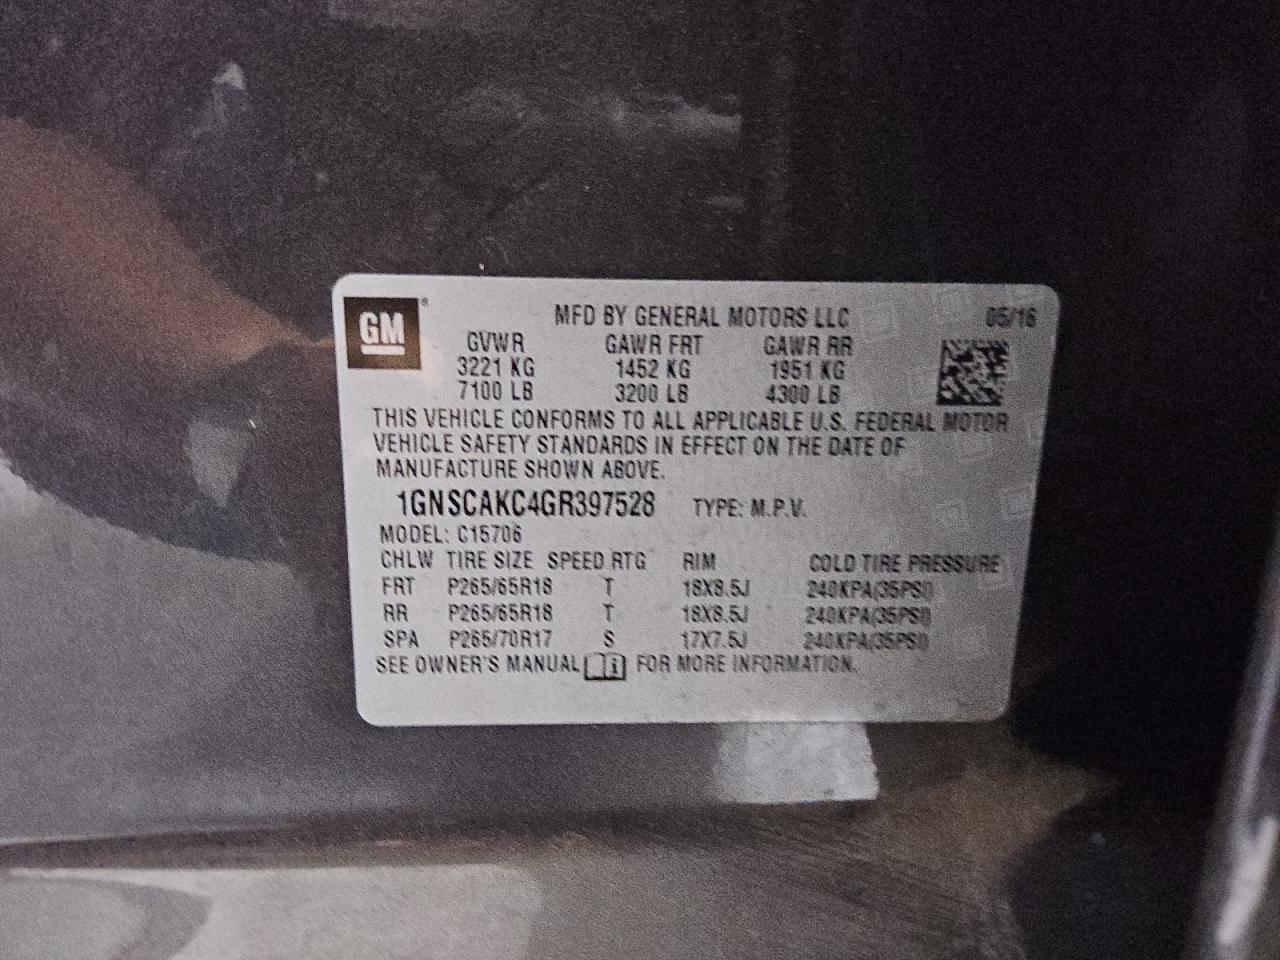 GM®
MFD BY GENERAL MOTORS LLC 05/16
GVWR GAWR FRT GAWR RR
3221 KG 1452 KG 1951 KG
7100 LB 3200 LB 4300 LB
THIS VEHICLE CONFORMS TO ALL APPLICABLE U.S. FEDERAL MOTOR
VEHICLE SAFETY STANDARDS IN EFFECT ON THE DATE OF
MANUFACTURE SHOWN ABOVE.
1GNSCAKC4GR397528 TYPE: M.P.V.
MODEL: C15706
CHLW TIRE SIZE SPEED RTG RIM COLD TIRE PRESSURE
FRT P265/65R18 T 18X8.5J 240KPA(35PSI)
RR P265/65R18 T 18X8.5J 240KPA(35PSI)
SPA P265/70R17 S 17X7.5J 240KPA(35PSI)
SEE OWNER'S MANUAL i FOR MORE INFORMATION.